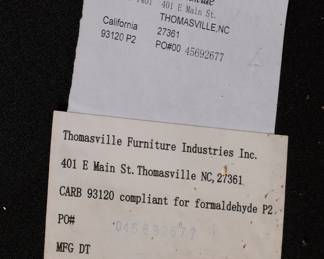 401 E Main St.
THOMASVILLE,NC
California 27361
93120 P2 PO#00 45692677
Thomasville Furniture Industries Inc.
401 E Main St. Thomasville NC, 27361
CARB 93120 compliant for formaldehyde P2
PO# 045692677
MFG DT